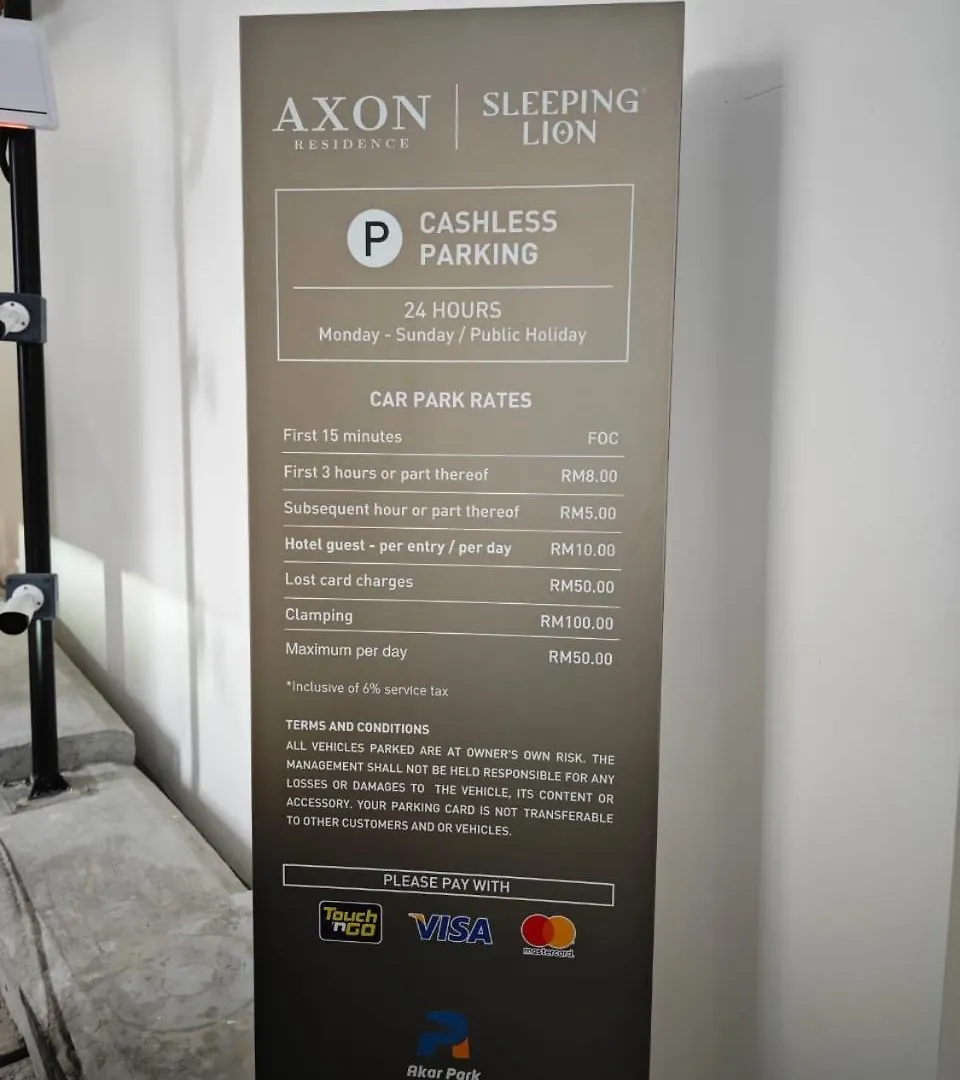 AXON
RESIDENCE
SLEEPING
LION
P
CASHLESS
PARKING
24 HOURS
Monday - Sunday / Public Holiday
CAR PARK RATES
First 15 minutes FOC
First 3 hours or part thereof RM8.00
Subsequent hour or part thereof RM5.00
Hotel guest - per entry / per day RM10.00
Lost card charges RM50.00
Clamping RM100.00
Maximum per day RM50.00
*Inclusive of 6% service tax
TERMS AND CONDITIONS
ALL VEHICLES PARKED ARE AT OWNER'S OWN RISK. THE
MANAGEMENT SHALL NOT BE HELD RESPONSIBLE FOR ANY
LOSSES OR DAMAGES TO THE VEHICLE, ITS CONTENT OR
ACCESSORY. YOUR PARKING CARD IS NOT TRANSFERABLE
TO OTHER CUSTOMERS AND OR VEHICLES.
PLEASE PAY WITH
Touch
'nGO
VISA
mastercard.
Akar Park